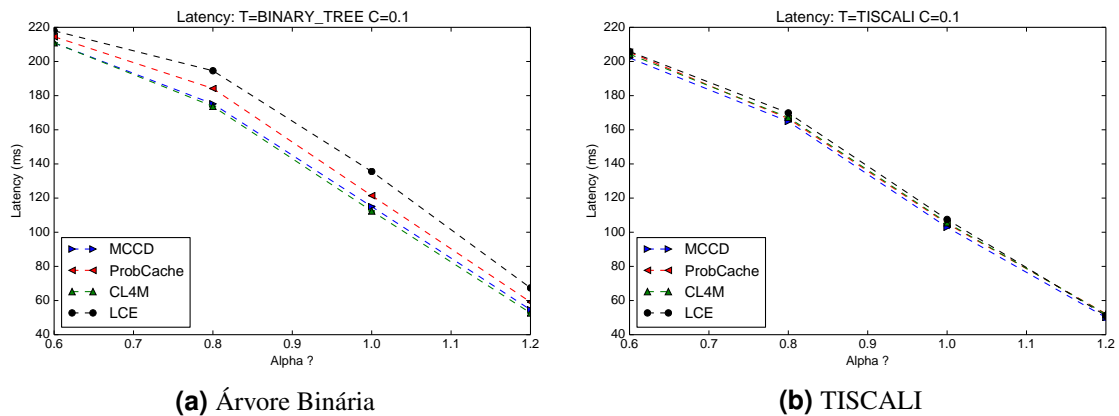 Latency: T=BINARY_TREE C=0.1
220
200
180
160
140
120
100
80
60
40
Latency (ms)
MCCD
ProbCache
CL4M
LCE
0.6 0.7 0.8 0.9 1.0 1.1 1.2
Alpha ?
(a) Árvore Binária
Latency: T=TISCALI C=0.1
220
200
180
160
140
120
100
80
60
40
Latency (ms)
MCCD
ProbCache
CL4M
LCE
0.6 0.7 0.8 0.9 1.0 1.1 1.2
Alpha ?
(b) TISCALI